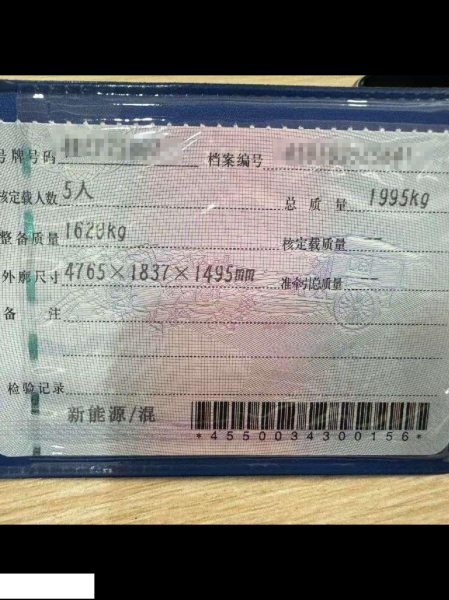 号牌号码 档案编号
核定载人数 5人 总质量 1995kg
整备质量 1620kg 核定载质量 --
外廓尺寸 4765×1837×1495mm 准牵引总质量 --
备注
检验记录
新能源/混
*4550034300156*